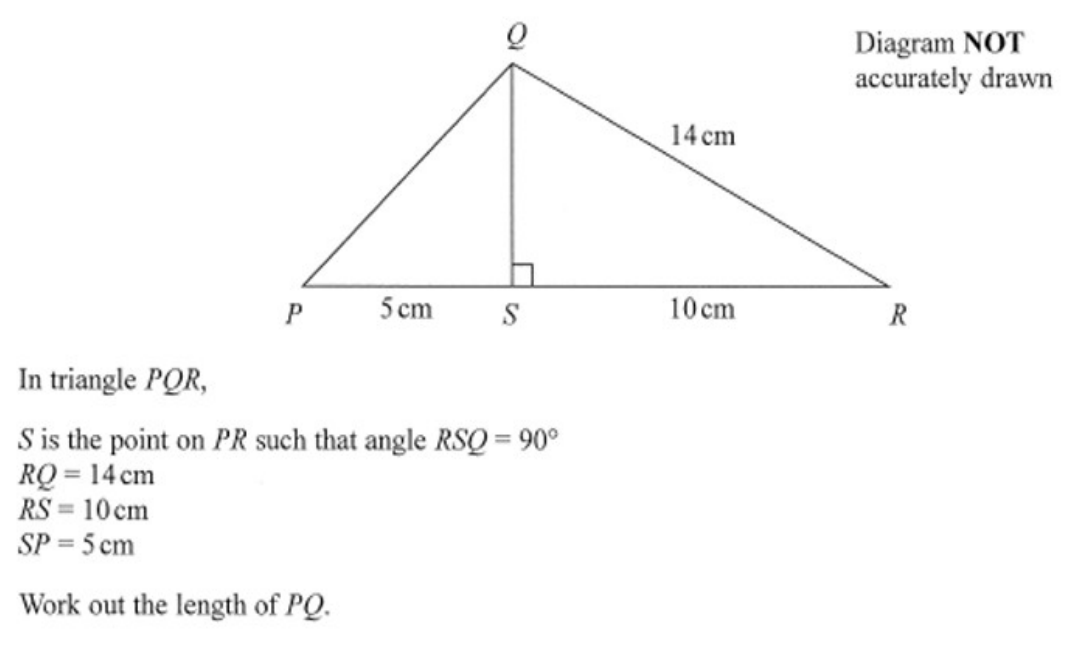 Q
Diagram NOT
accurately drawn
14 cm
P
5 cm
S
10 cm
R
In triangle PQR,
S is the point on PR such that angle RSQ = 90°
RQ = 14 cm
RS = 10 cm
SP = 5 cm
Work out the length of PQ.